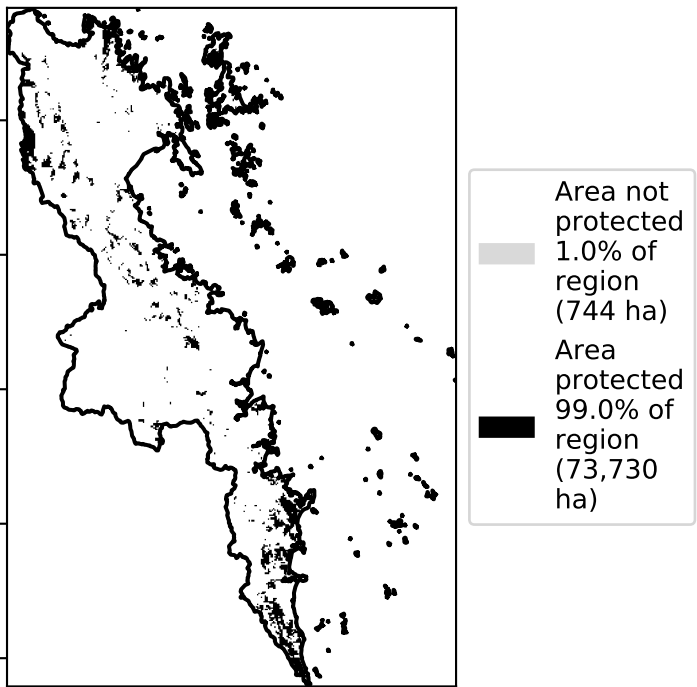 Area not
protected
1.0% of
region
(744 ha)
Area
protected
99.0% of
region
(73,730
ha)